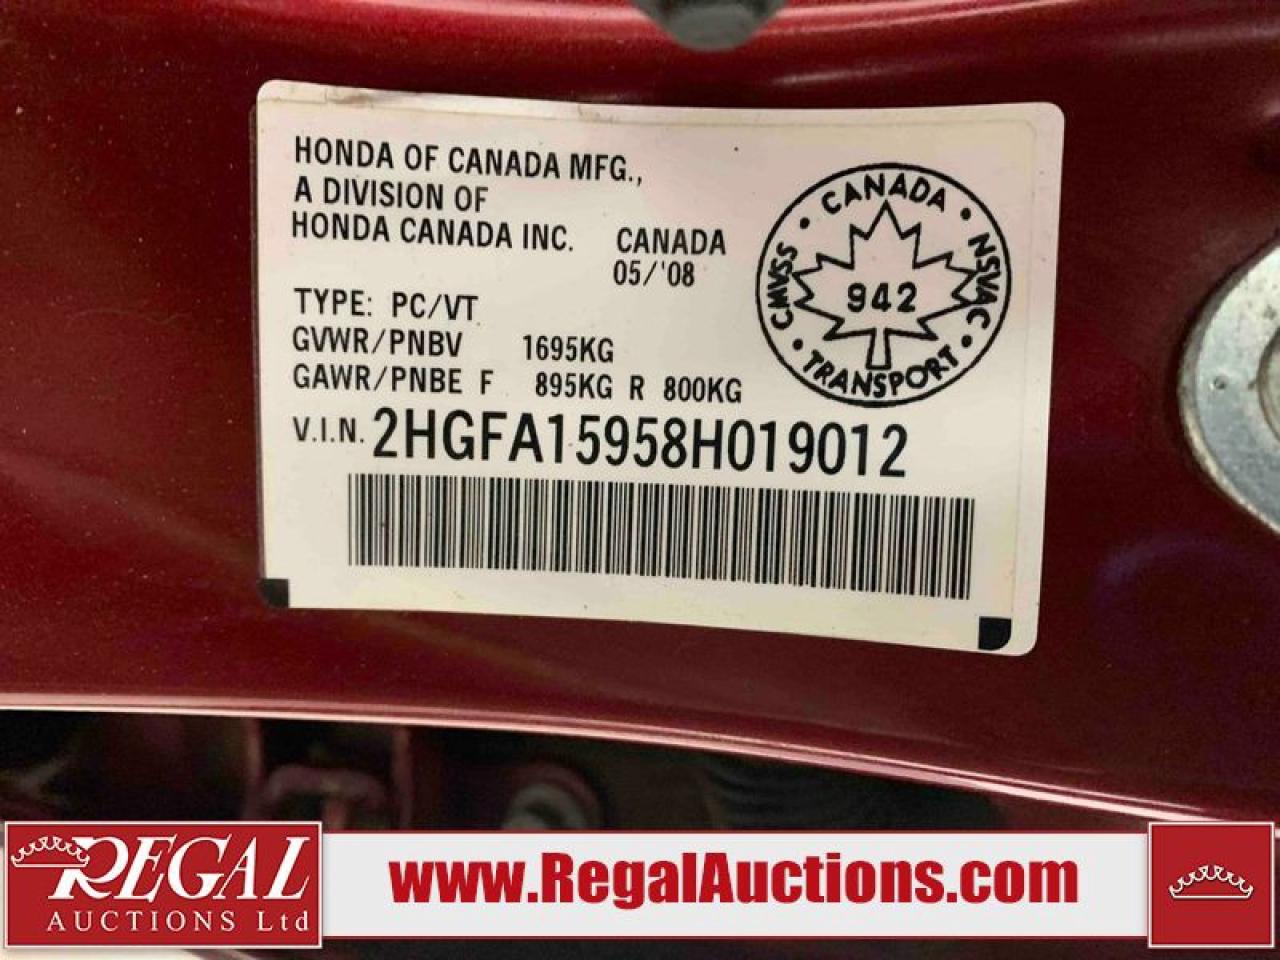 HONDA OF CANADA MFG.,
A DIVISION OF
HONDA CANADA INC. CANADA
05/'08
TYPE: PC/VT
GVWR/PNBV 1695KG
GAWR/PNBE F 895KG R 800KG
V.I.N. 2HGFA15958H019012
CANADA
CMVSS
942
NSVAC
TRANSPORT
REGAL
AUCTIONS Ltd
www.RegalAuctions.com